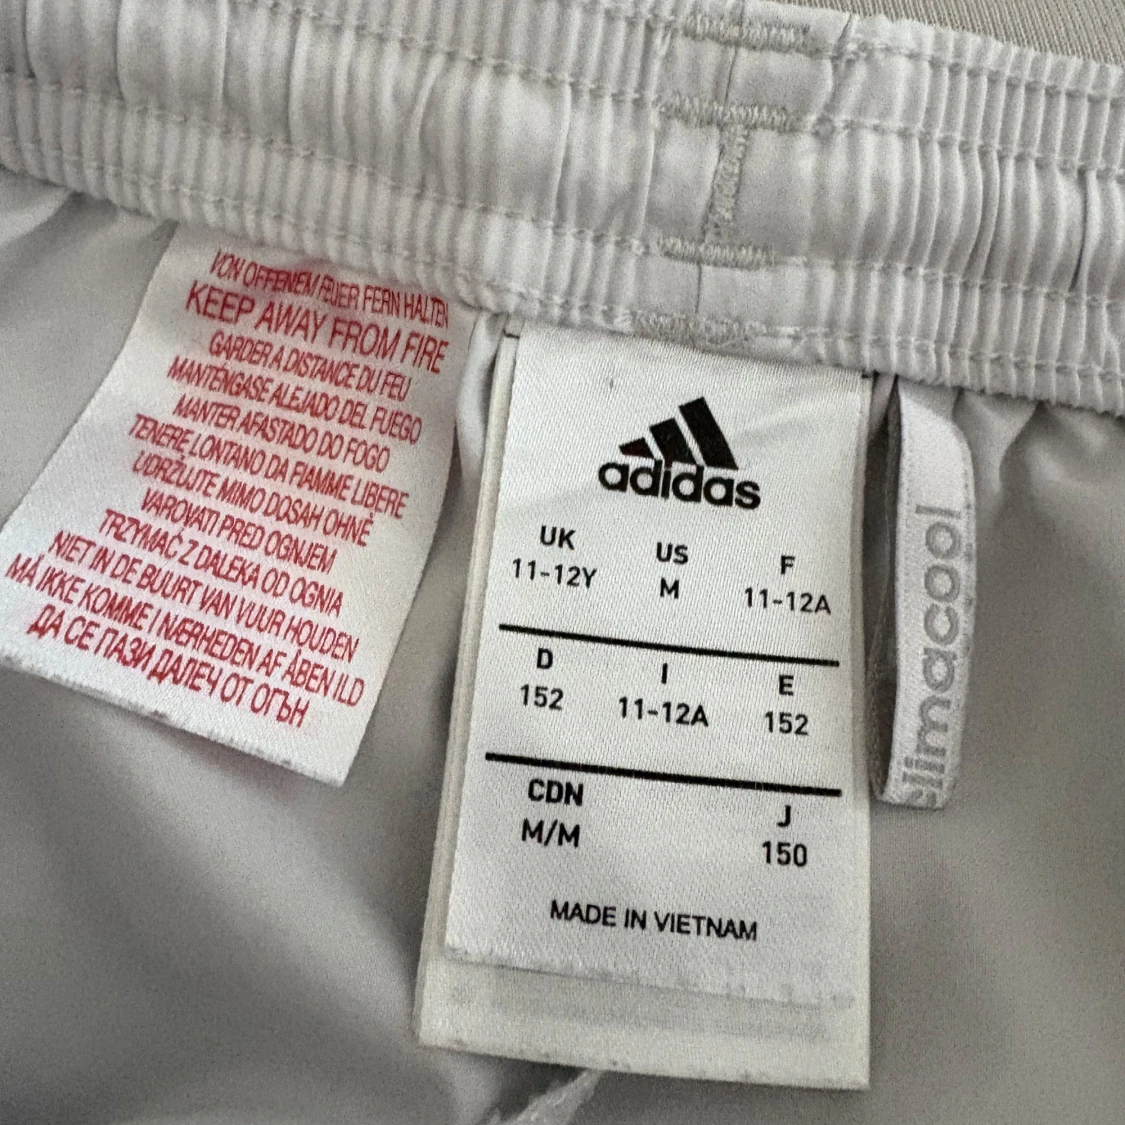 VON OFFENEM FEUER FERN HALTEN
KEEP AWAY FROM FIRE
GARDER A DISTANCE DU FEU
MANTÉNGASE ALEJADO DEL FUEGO
MANTER AFASTADO DO FOGO
TENERE LONTANO DA FIAMME LIBERE
UDRŽUJTE MIMO DOSAH OHNĚ
VAROVATI PRED OGNJEM
TRZYMAĆ Z DALEKA OD OGNIA
NIET IN DE BUURT VAN VUUR HOUDEN
MÅ IKKE KOMME I NÆRHEDEN AF ÅBEN ILD
ДА СЕ ПАЗИ ДАЛЕЧ ОТ ОГЪН
adidas
UK US F
11-12Y M 11-12A
D I E
152 11-12A 152
CDN J
M/M 150
MADE IN VIETNAM
climacool